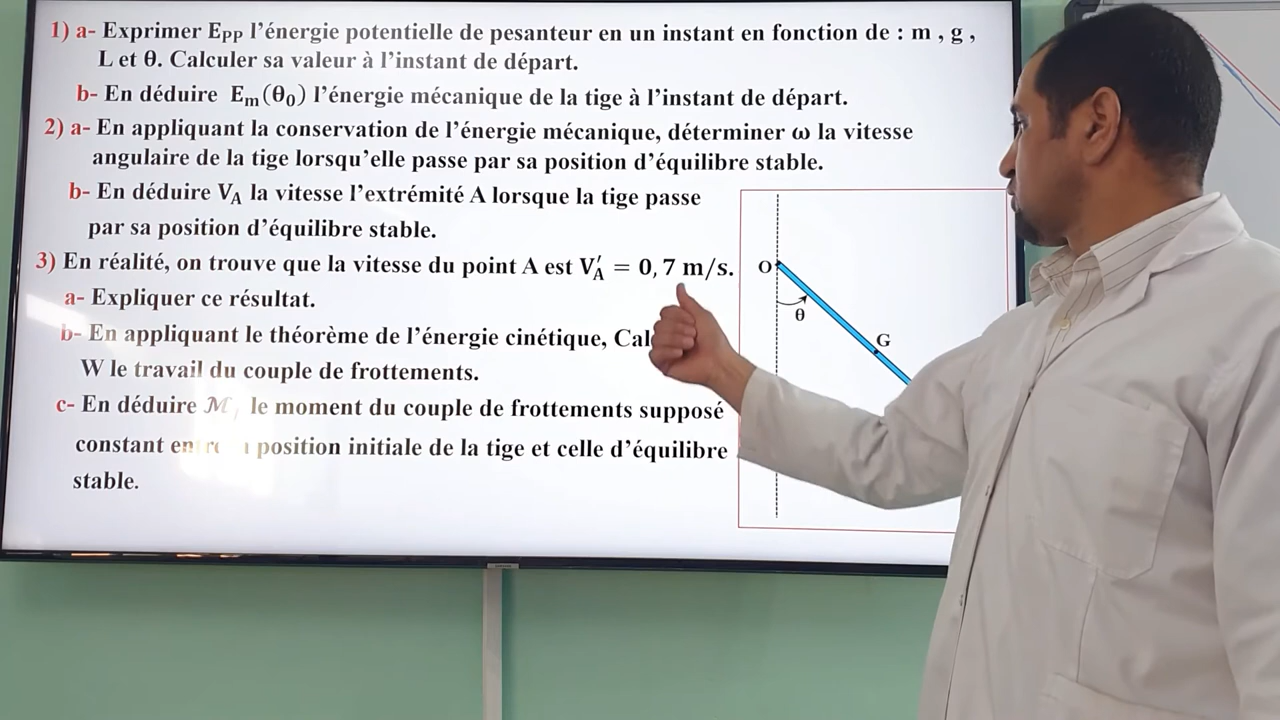 1) a- Exprimer Epp l'énergie potentielle de pesanteur en un instant en fonction de : m , g ,
L et θ. Calculer sa valeur à l'instant de départ.
b- En déduire Em(θ0) l'énergie mécanique de la tige à l'instant de départ.
2) a- En appliquant la conservation de l'énergie mécanique, déterminer ω la vitesse
angulaire de la tige lorsqu'elle passe par sa position d'équilibre stable.
b- En déduire VA la vitesse l'extrémité A lorsque la tige passe
par sa position d'équilibre stable.
3) En réalité, on trouve que la vitesse du point A est V′A = 0,7 m/s.
a- Expliquer ce résultat.
b- En appliquant le théorème de l'énergie cinétique,
W le travail du couple de frottements.
c- En déduire ℳ le moment du couple de frottements supposé
constant position initiale de la tige et celle d'équilibre
stable.
O
θ
G